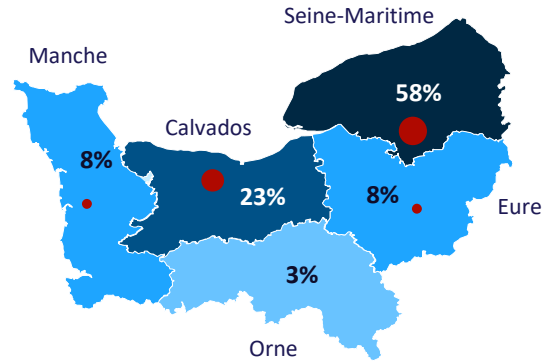 Seine-Maritime
58%
Manche
8%
Calvados
23%
8%
Eure
3%
Orne